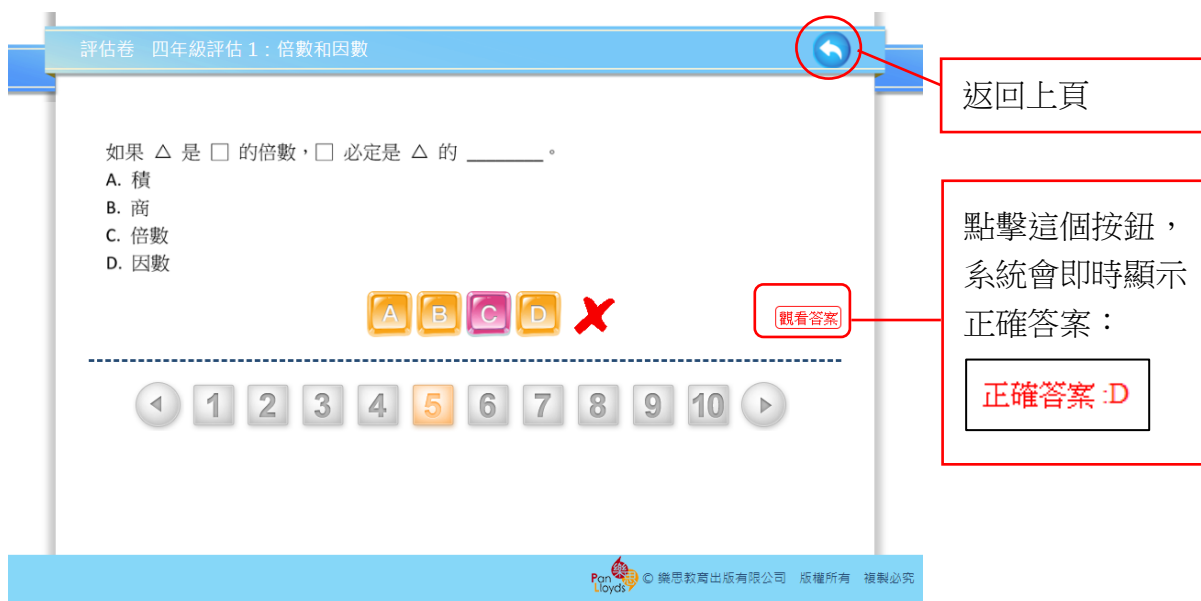 評估卷 四年級評估 1：倍數和因數
返回上頁
如果 △ 是 □ 的倍數，□ 必定是 △ 的 ________。
A. 積
B. 商
C. 倍數
D. 因數
A B C D
觀看答案
點擊這個按鈕，
系統會即時顯示
正確答案：
正確答案 :D
1 2 3 4 5 6 7 8 9 10
Pan 樂思
Lloyds
© 樂思教育出版有限公司 版權所有 複製必究